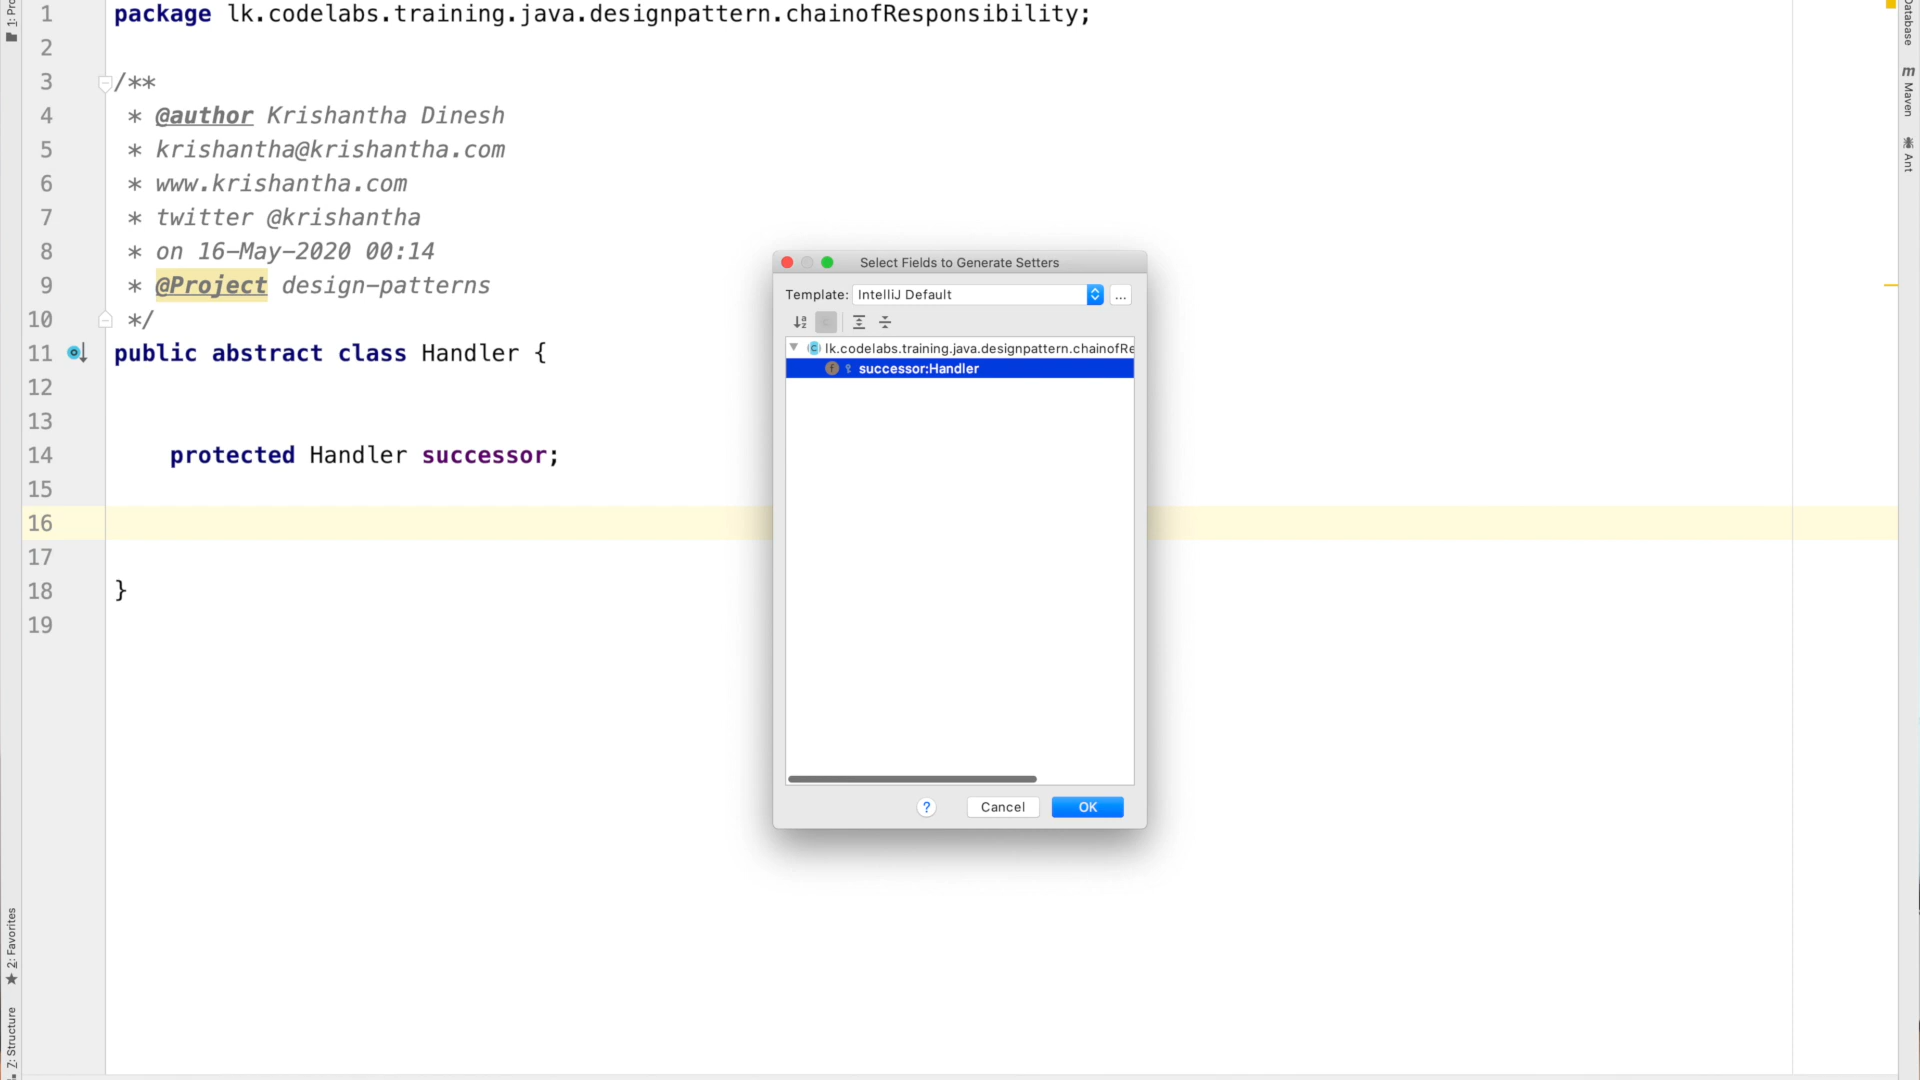 1 package lk.codelabs.training.java.designpattern.chainofResponsibility;
2
3 /**
4 * @author Krishantha Dinesh
5 * krishantha@krishantha.com
6 * www.krishantha.com
7 * twitter @krishantha
8 * on 16-May-2020 00:14
9 * @Project design-patterns
10 */
11 public abstract class Handler {
12
13
14 protected Handler successor;
15
16
17
18 }
19
Select Fields to Generate Setters
Template: IntelliJ Default ...
lk.codelabs.training.java.designpattern.chainofRe
successor:Handler
? Cancel OK
2: Favorites
Z: Structure
Database
m Maven
Ant